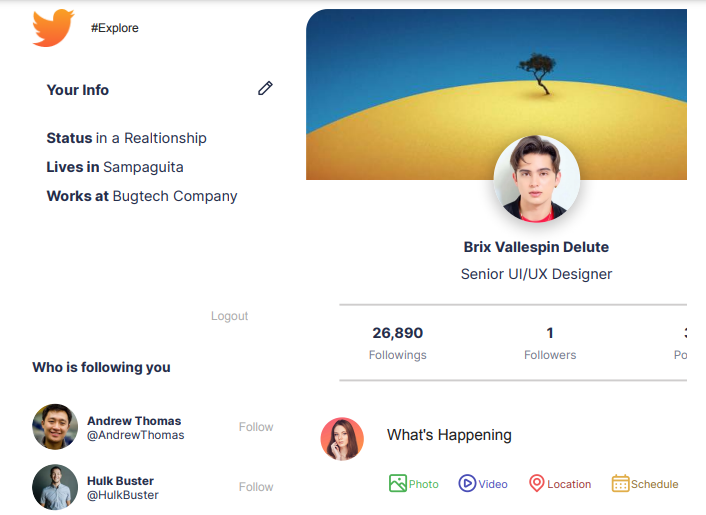 #Explore
Your Info
Status in a Realtionship
Lives in Sampaguita
Works at Bugtech Company
Logout
Who is following you
Andrew Thomas
@AndrewThomas
Follow
Hulk Buster
@HulkBuster
Follow
Brix Vallespin Delute
Senior UI/UX Designer
26,890
Followings
1
Followers
Po
What's Happening
Photo Video Location Schedule